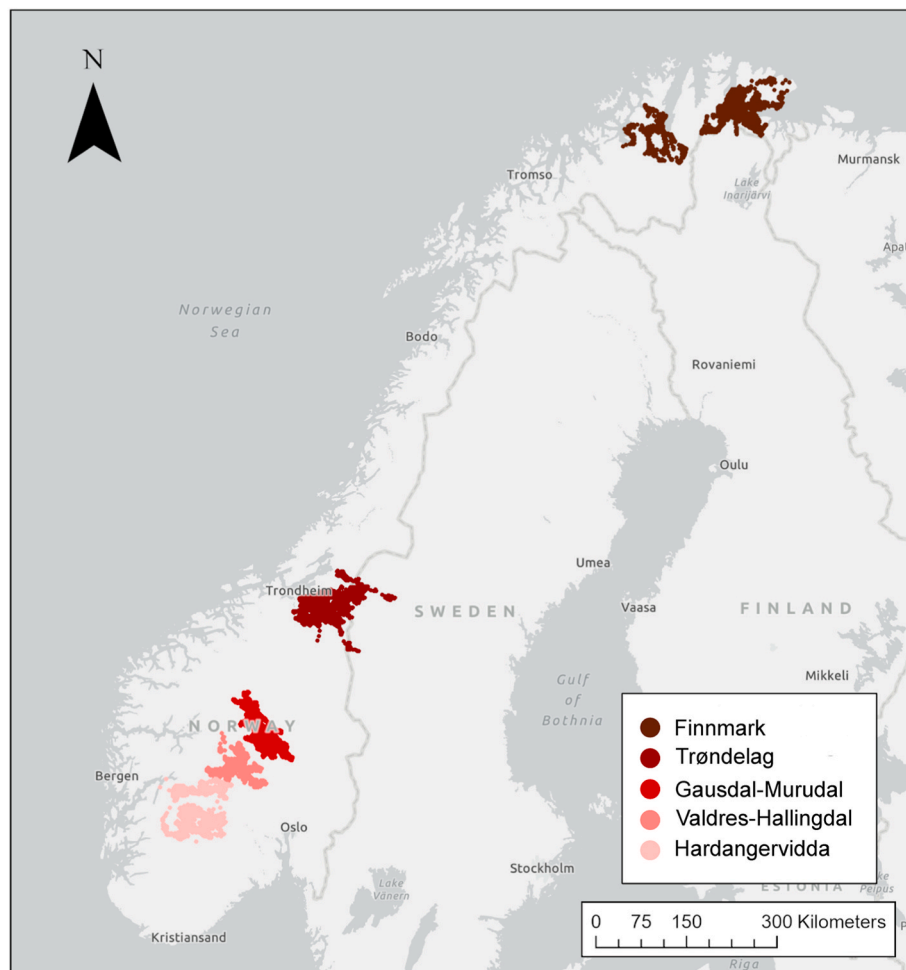 N
Murmansk
Lake
Inarijärvi
Tromso
Apat
Norwegian
Sea
Bodo
Rovaniemi
Oulu
Umea
Trondheim
SWEDEN
Vaasa
FINLAND
Mikkeli
Gulf
of
Bothnia
NORWAY
Bergen
Oslo
Stockholm
Lake
Vänern
Kristiansand
Finnmark
Trøndelag
Gausdal-Murudal
Valdres-Hallingdal
Hardangervidda
ESTONIA
Lake
Peipus
0 75 150 300 Kilometers
P
Riga